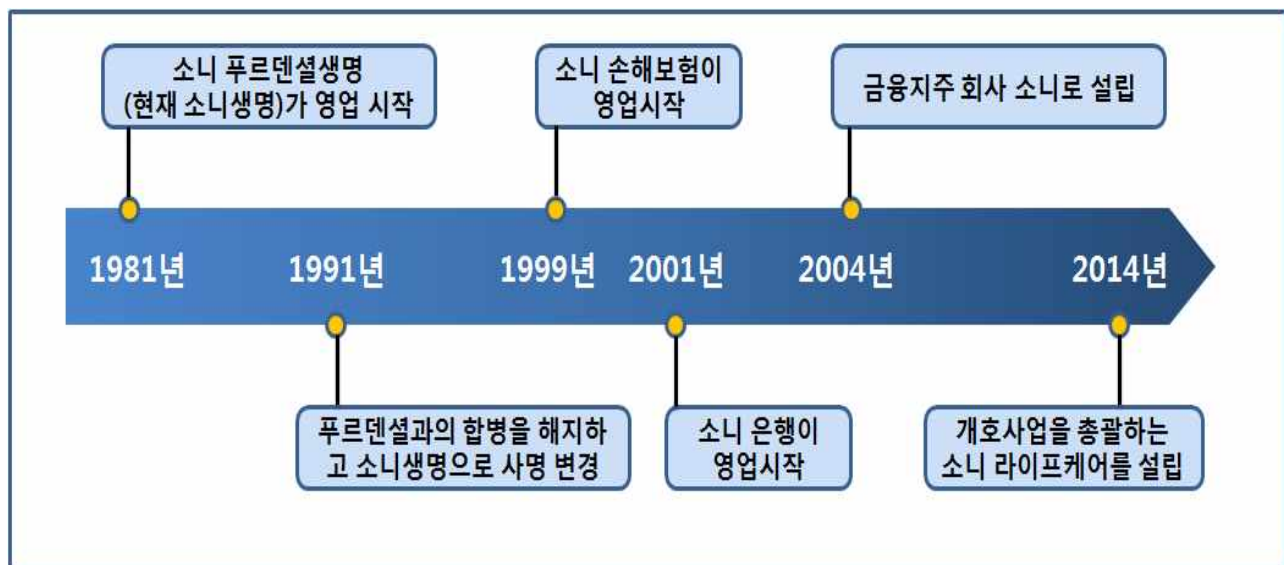 소니 푸르덴셜생명
(현재 소니생명)가 영업 시작
소니 손해보험이
영업시작
금융지주 회사 소니로 설립
1981년
1991년
1999년
2001년
2004년
2014년
푸르덴셜과의 합병을 해지하
고 소니생명으로 사명 변경
소니 은행이
영업시작
개호사업을 총괄하는
소니 라이프케어를 설립